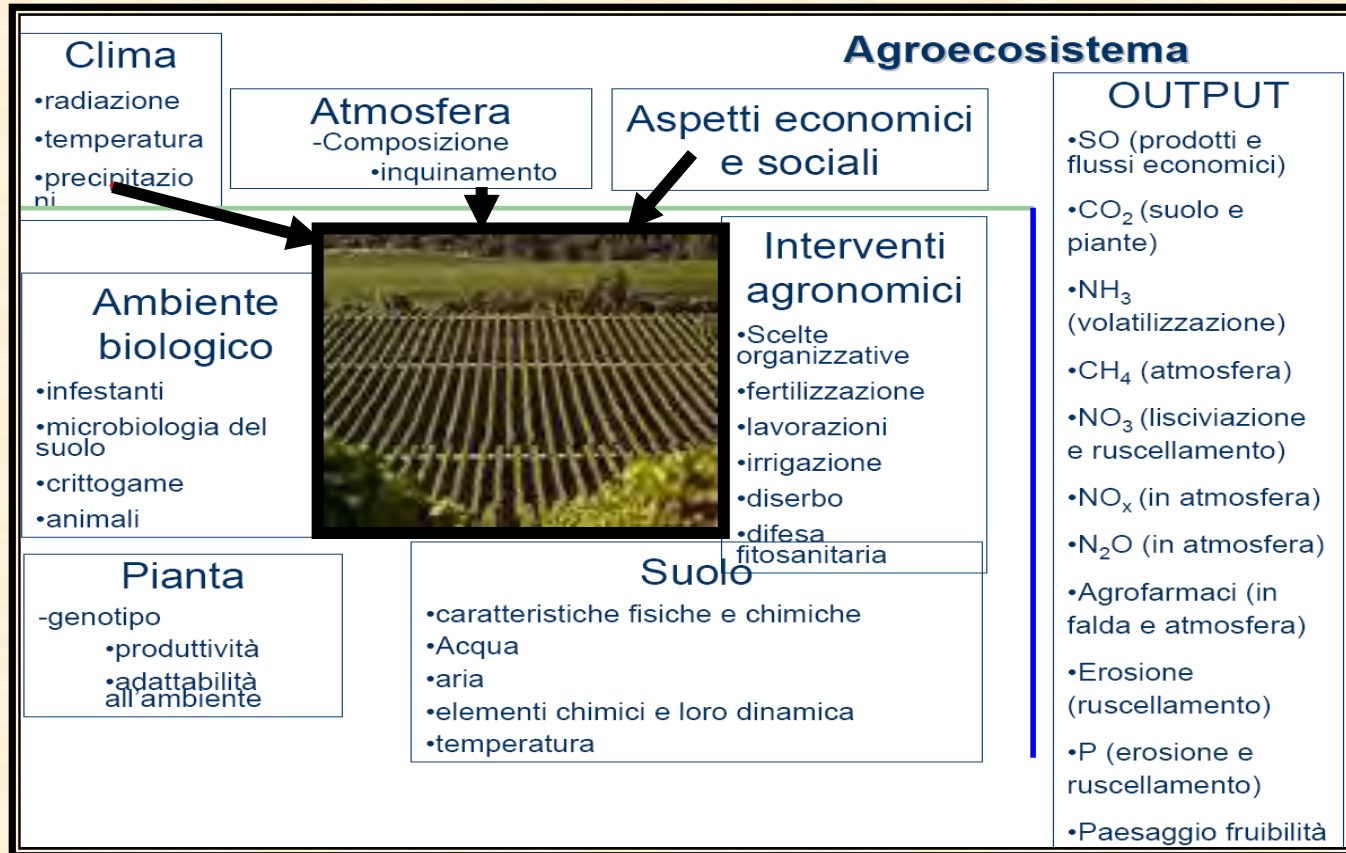 Agroecosistema
Clima
•radiazione
•temperatura
•precipitazio
ni
Atmosfera
-Composizione
•inquinamento
Aspetti economici
e sociali
Ambiente
biologico
•infestanti
•microbiologia del
suolo
•crittogame
•animali
Interventi
agronomici
•Scelte
organizzative
•fertilizzazione
•lavorazioni
•irrigazione
•diserbo
•difesa
fitosanitaria
Pianta
-genotipo
•produttività
•adattabilità
all'ambiente
Suolo
•caratteristiche fisiche e chimiche
•Acqua
•aria
•elementi chimici e loro dinamica
•temperatura
OUTPUT
•SO (prodotti e
flussi economici)
•CO₂ (suolo e
piante)
•NH₃
(volatilizzazione)
•CH₄ (atmosfera)
•NO₃ (lisciviazione
e ruscellamento)
•NOₓ (in atmosfera)
•N₂O (in atmosfera)
•Agrofarmaci (in
falda e atmosfera)
•Erosione
(ruscellamento)
•P (erosione e
ruscellamento)
•Paesaggio fruibilità